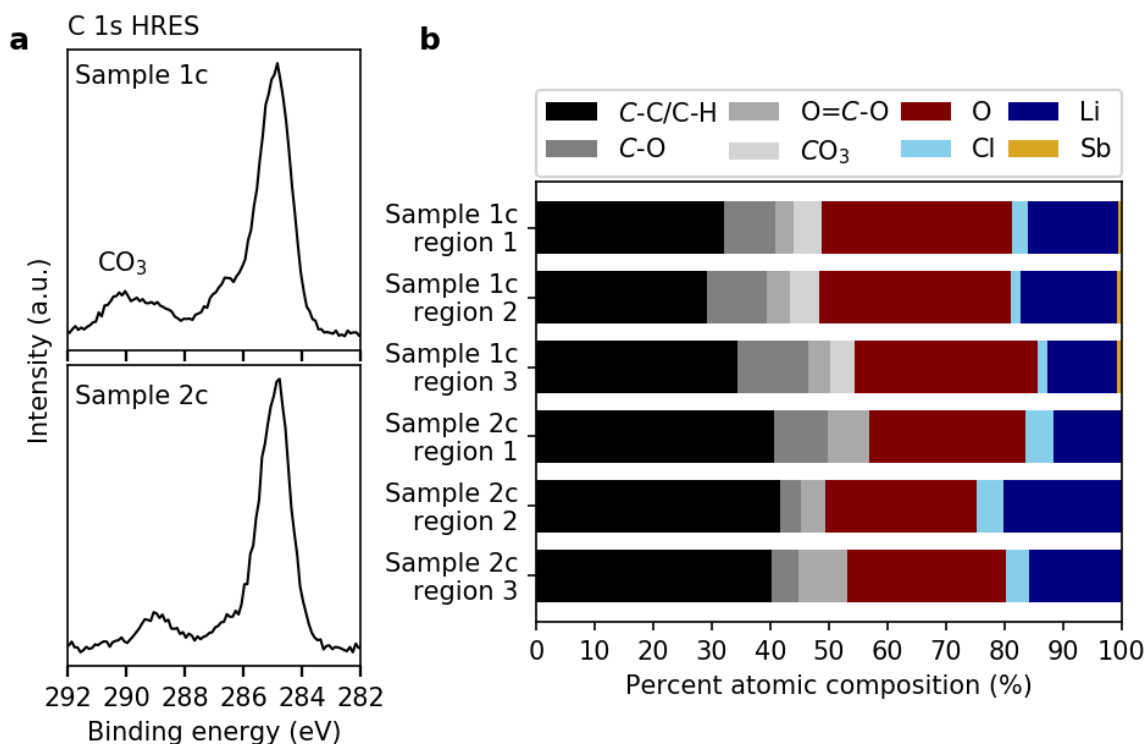 a
C 1s HRES
Sample 1c
CO₃
Sample 2c
Intensity (a.u.)
292 290 288 286 284 282
Binding energy (eV)
b
C-C/C-H O=C-O O Li
C-O CO₃ Cl Sb
Sample 1c
region 1
Sample 1c
region 2
Sample 1c
region 3
Sample 2c
region 1
Sample 2c
region 2
Sample 2c
region 3
0 10 20 30 40 50 60 70 80 90 100
Percent atomic composition (%)